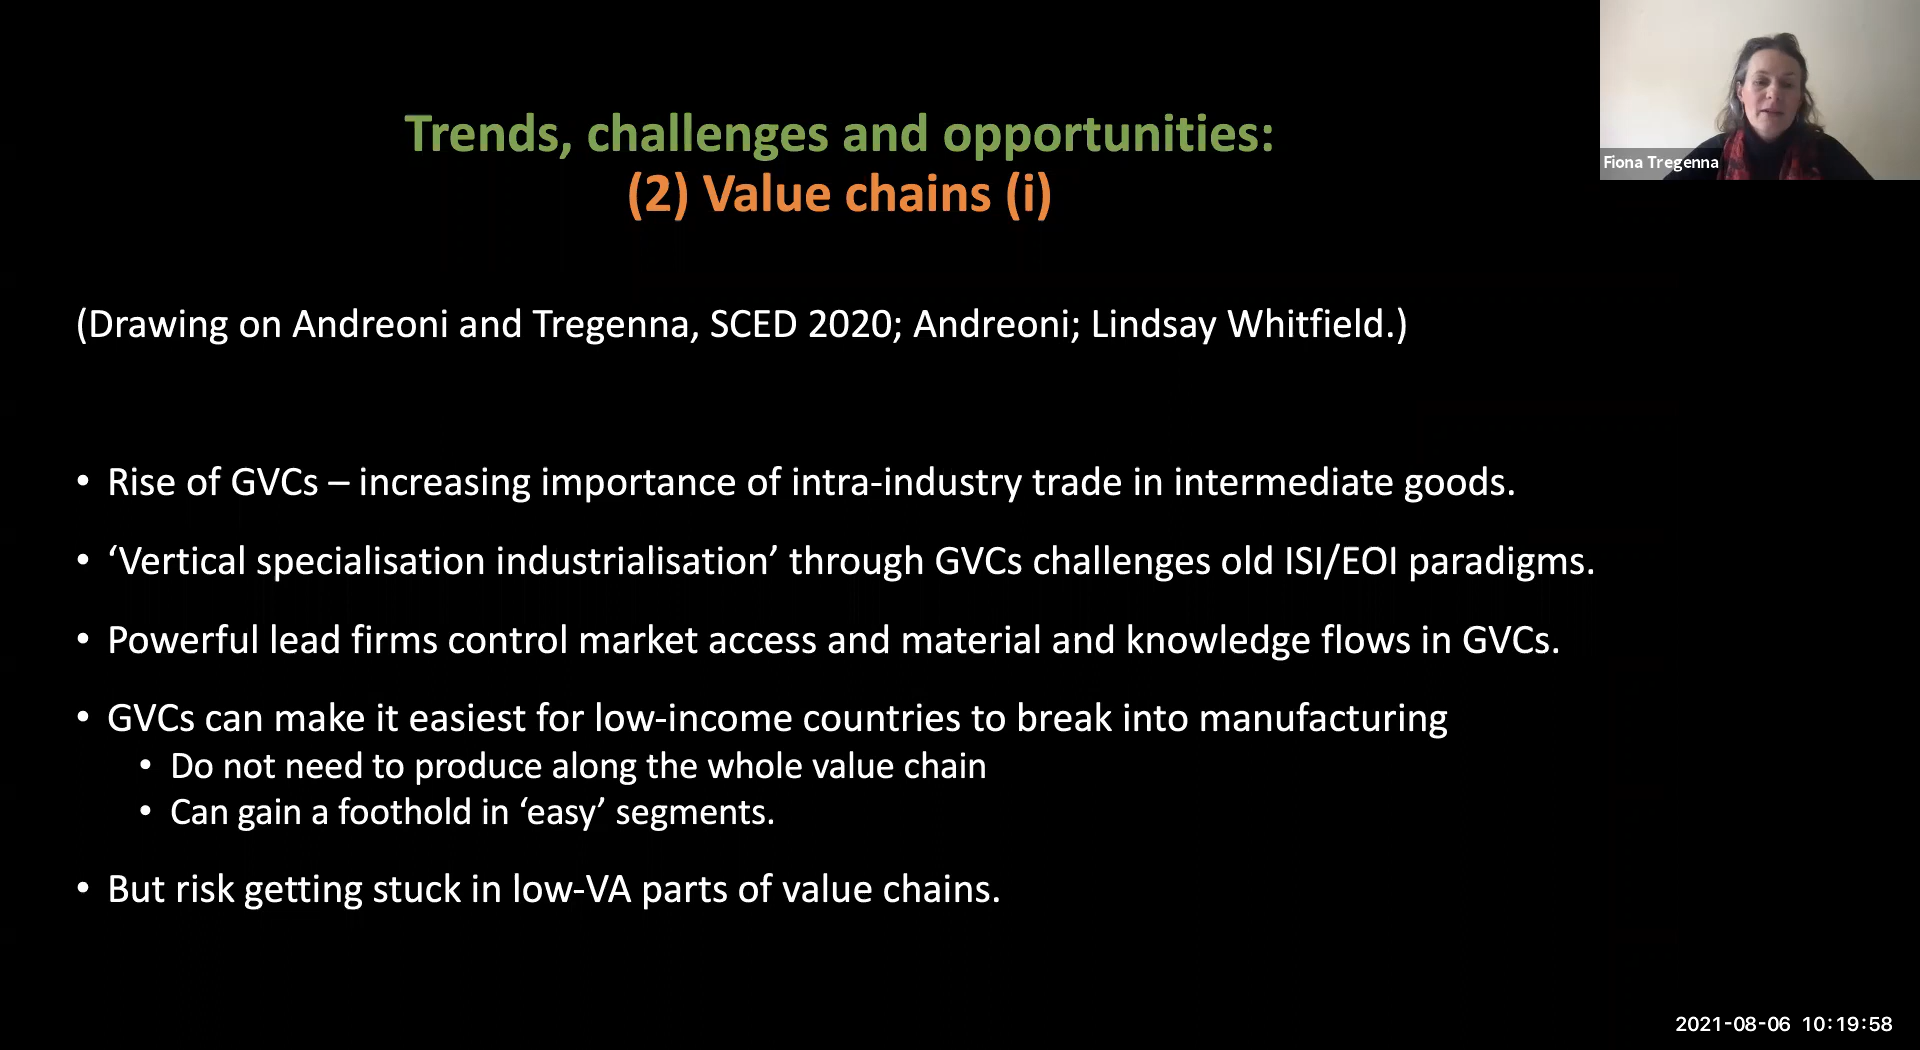 Trends, challenges and opportunities:
(2) Value chains (i)
Fiona Tregenna
(Drawing on Andreoni and Tregenna, SCED 2020; Andreoni; Lindsay Whitfield.)
• Rise of GVCs – increasing importance of intra-industry trade in intermediate goods.
• ‘Vertical specialisation industrialisation’ through GVCs challenges old ISI/EOI paradigms.
• Powerful lead firms control market access and material and knowledge flows in GVCs.
• GVCs can make it easiest for low-income countries to break into manufacturing
• Do not need to produce along the whole value chain
• Can gain a foothold in ‘easy’ segments.
• But risk getting stuck in low-VA parts of value chains.
2021-08-06 10:19:58